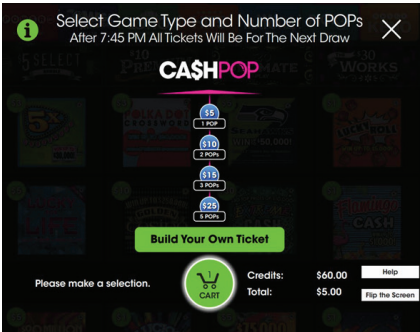 Select Game Type and Number of POPs
After 7:45 PM All Tickets Will Be For The Next Draw
CA$HPOP
$5
1 POP
$10
2 POPs
$15
3 POPs
$25
5 POPs
Build Your Own Ticket
Please make a selection.
1
CART
Credits: $60.00
Total: $5.00
Help
Flip the Screen